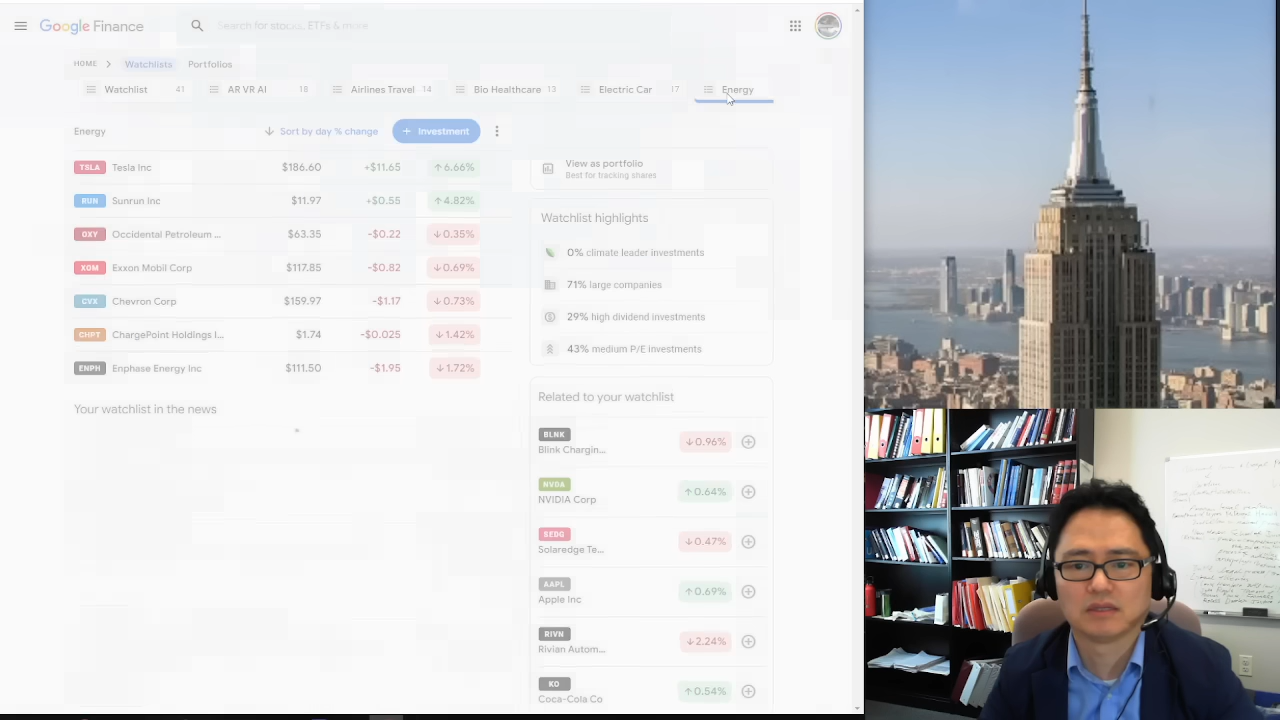 Google Finance
Search for stocks, ETFs & more
HOME
Watchlists
Portfolios
Watchlist 41
AR VR AI 18
Airlines Travel 14
Bio Healthcare 13
Electric Car 17
Energy
Energy
Sort by day % change
+ Investment
TSLA Tesla Inc $186.60 +$11.65 ↑6.66%
RUN Sunrun Inc $11.97 +$0.55 ↑4.82%
OXY Occidental Petroleum ... $63.35 -$0.22 ↓0.35%
XOM Exxon Mobil Corp $117.85 -$0.82 ↓0.69%
CVX Chevron Corp $159.97 -$1.17 ↓0.73%
CHPT ChargePoint Holdings I... $1.74 -$0.025 ↓1.42%
ENPH Enphase Energy Inc $111.50 -$1.95 ↓1.72%
Your watchlist in the news
View as portfolio
Best for tracking shares
Watchlist highlights
0% climate leader investments
71% large companies
29% high dividend investments
43% medium P/E investments
Related to your watchlist
BLNK
Blink Chargin... ↓0.96%
NVDA
NVIDIA Corp ↑0.64%
SEDG
Solaredge Te... ↓0.47%
AAPL
Apple Inc ↑0.69%
RIVN
Rivian Autom... ↓2.24%
KO
Coca-Cola Co ↑0.54%